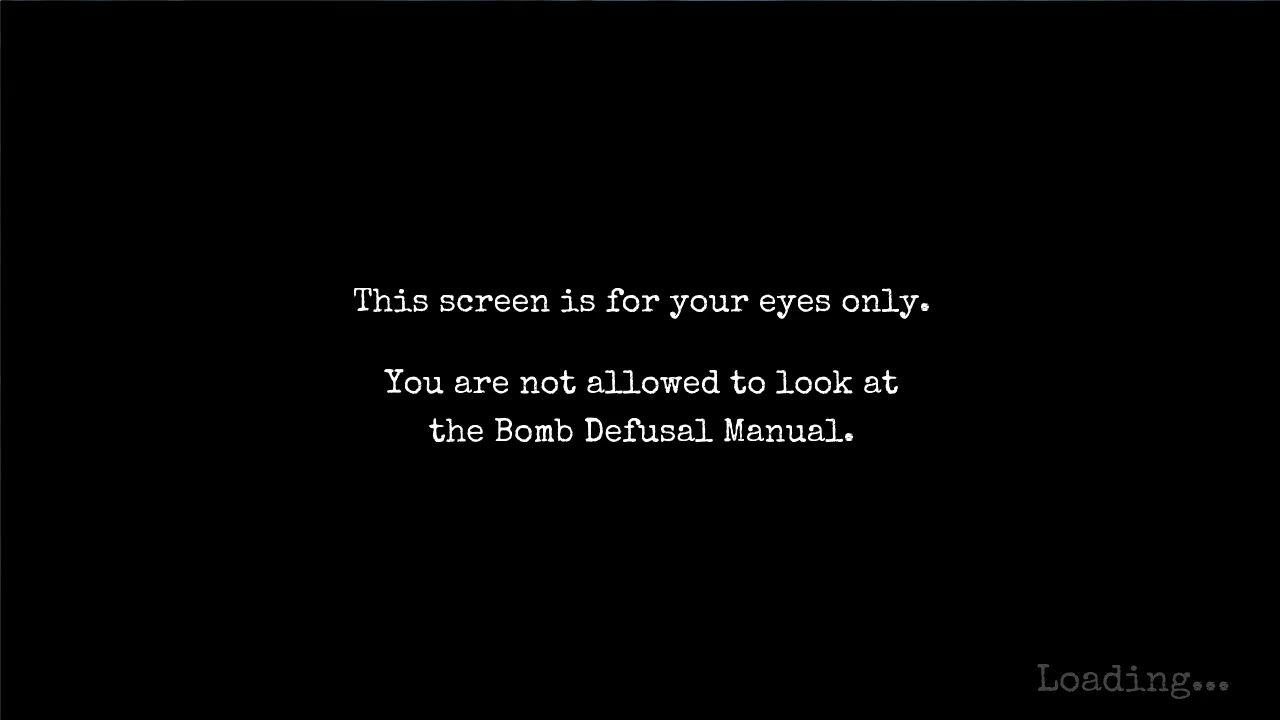 This screen is for your eyes only.
You are not allowed to look at
the Bomb Defusal Manual.
Loading...